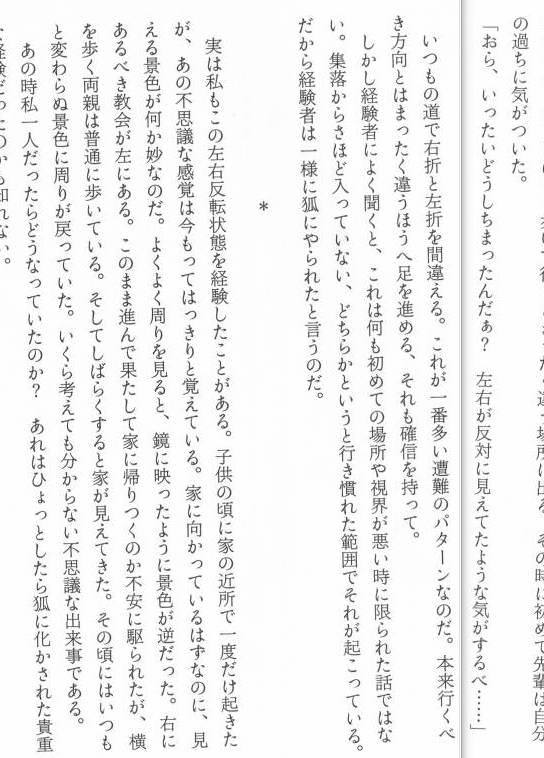 違う場所に出る。その時に初めて先輩は自分
の過ちに気がついた。
「おら、いったいどうしちまったんだぁ？　左右が反対に見えてたような気がするべ……」
いつもの道で右折と左折を間違える。これが一番多い遭難のパターンなのだ。本来行くべ
き方向とはまったく違うほうへ足を進める、それも確信を持って。
しかし経験者によく聞くと、これは何も初めての場所や視界が悪い時に限られた話ではな
い。集落からさほど入っていない、どちらかというと行き慣れた範囲でそれが起こっている。
だから経験者は一様に狐にやられたと言うのだ。
＊
実は私もこの左右反転状態を経験したことがある。子供の頃に家の近所で一度だけ起きた
が、あの不思議な感覚は今もってはっきりと覚えている。家に向かっているはずなのに、見
える景色が何か妙なのだ。よくよく周りを見ると、鏡に映ったように景色が逆だった。右に
あるべき教会が左にある。このまま進んで果たして家に帰りつくのか不安に駆られたが、横
を歩く両親は普通に歩いている。そしてしばらくすると家が見えてきた。その頃にはいつも
と変わらぬ景色に周りが戻っていた。いくら考えても分からない不思議な出来事である。
あの時私一人だったらどうなっていたのか？　あれはひょっとしたら狐に化かされた貴重
な経験だったのかも知れない。